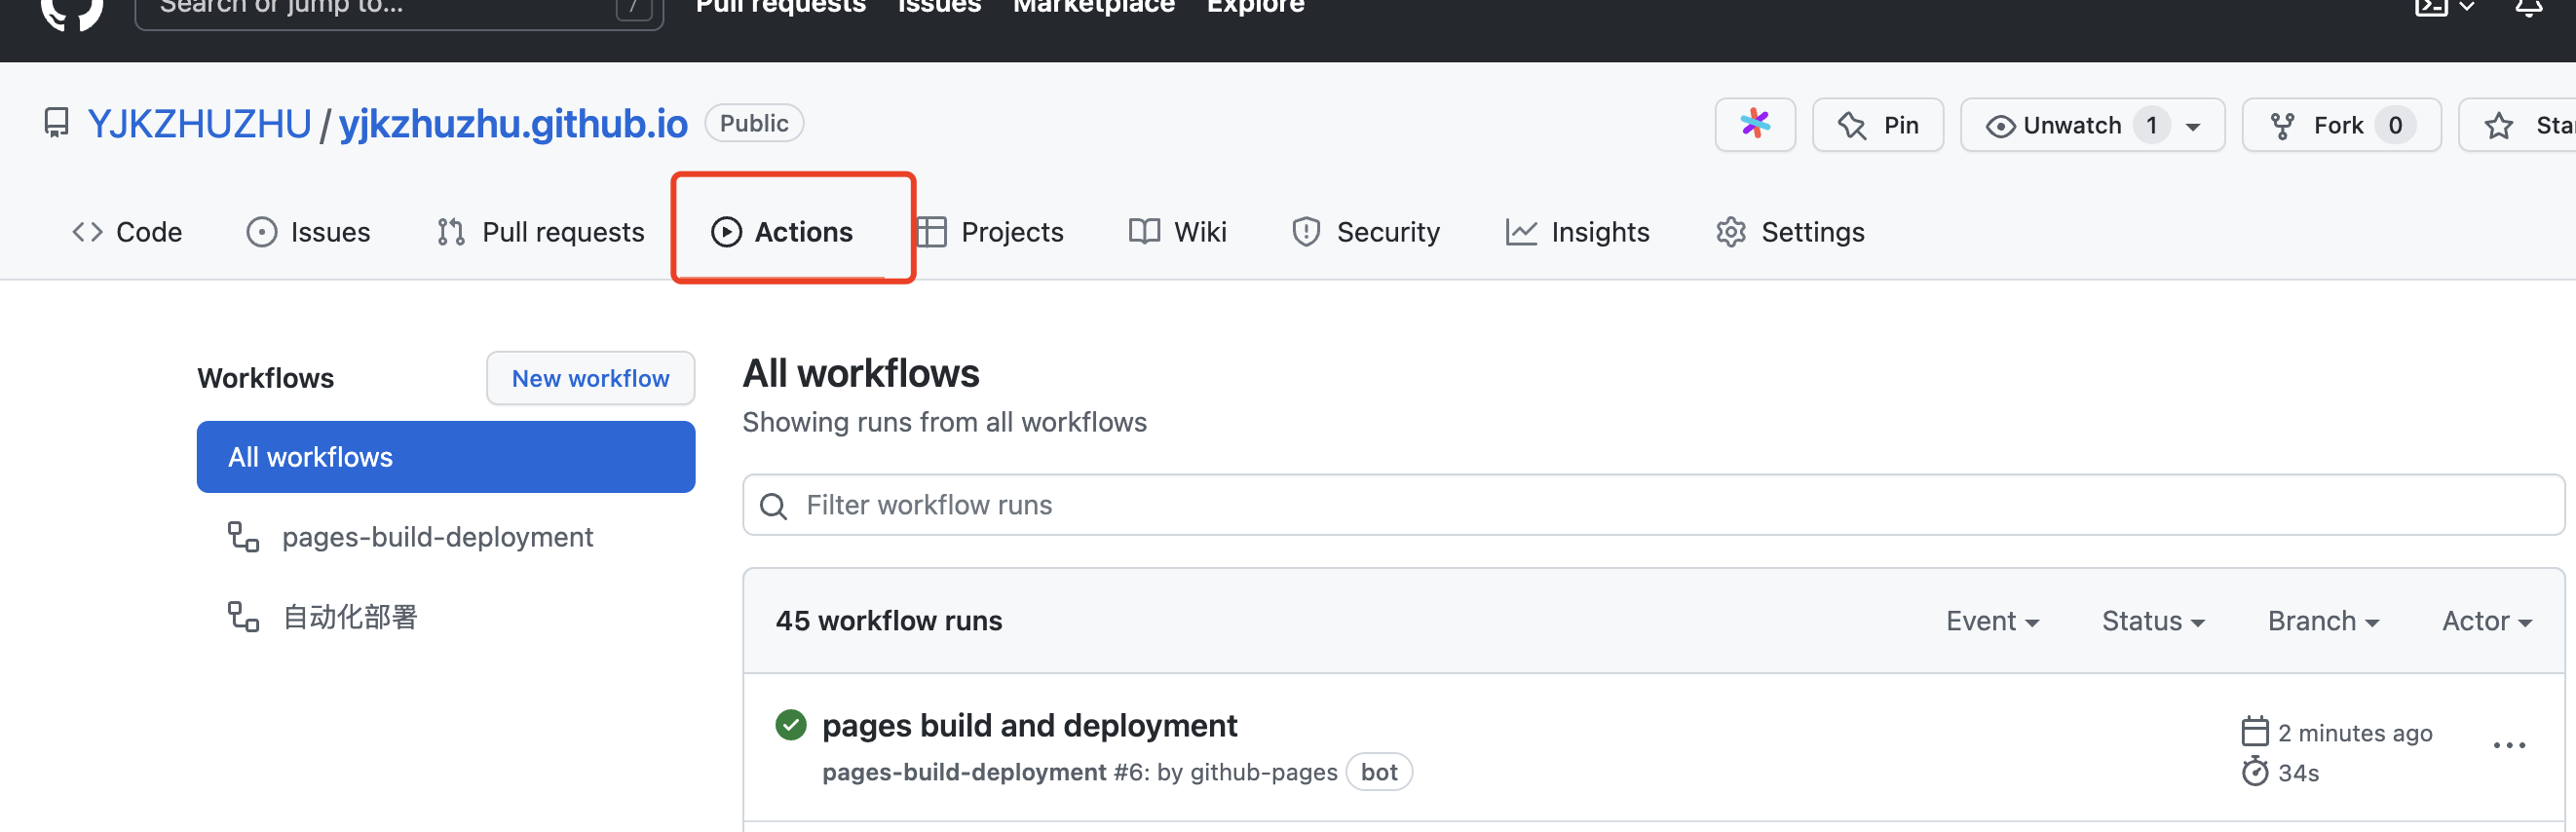 Search or jump to... / Pull requests Issues Marketplace Explore
YJKZHUZHU / yjkzhuzhu.github.io Public Pin Unwatch 1 Fork 0
Code Issues Pull requests Actions Projects Wiki Security Insights Settings
Workflows New workflow
All workflows
pages-build-deployment
自动化部署
All workflows
Showing runs from all workflows
Filter workflow runs
45 workflow runs Event Status Branch Actor
pages build and deployment 2 minutes ago
pages-build-deployment #6: by github-pages bot 34s